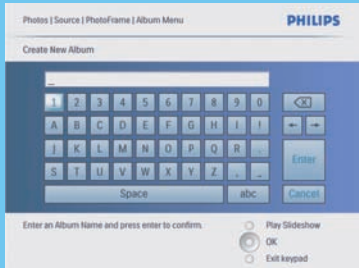 Photos | Source | PhotoFrame | Album Menu
PHILIPS
Create New Album
_
1 2 3 4 5 6 7 8 9 0
A B C D E F G H I !
J K L M N O P Q R .
S T U V W X Y Z
Enter
Space abc Cancel
Enter an Album Name and press enter to confirm.
Play Slideshow
OK
Exit keypad